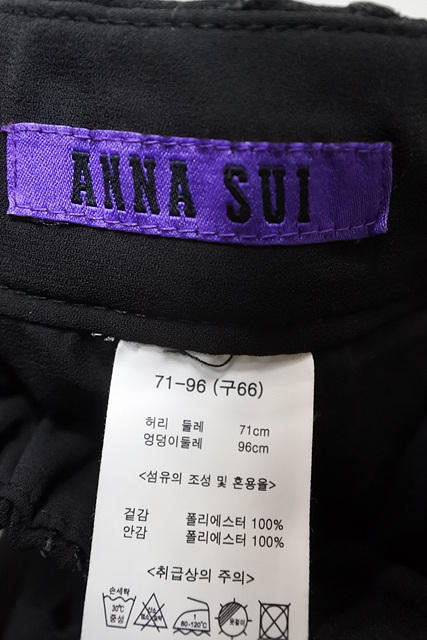 ANNA SUI
71-96 (구66)
허리 둘레 71cm
엉덩이둘레 96cm
<섬유의 조성 및 혼용율>
겉감 폴리에스터 100%
안감 폴리에스터 100%
<취급상의 주의>
손세탁
30℃
중성
80-120℃
옷걸이